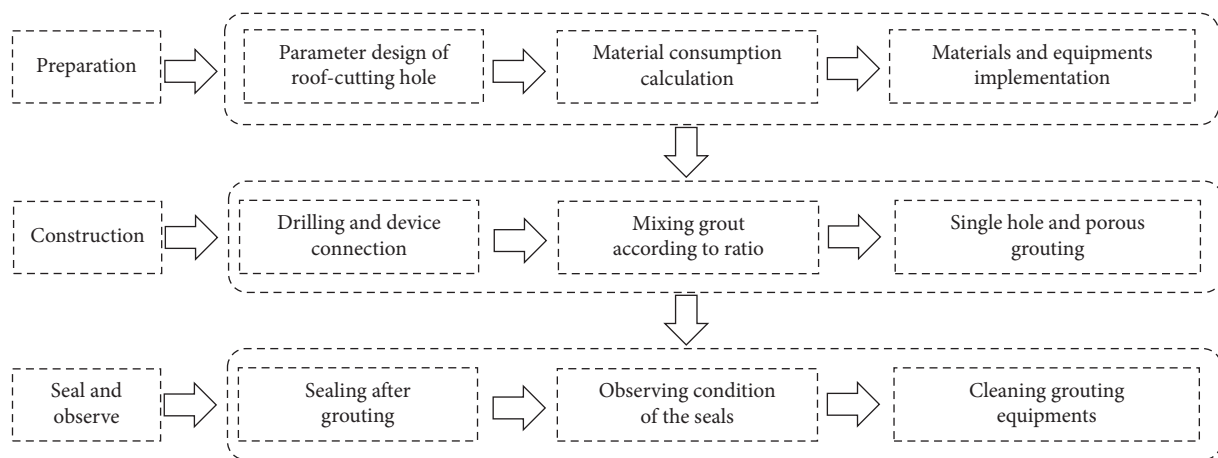 Preparation
Parameter design of
roof-cutting hole
Material consumption
calculation
Materials and equipments
implementation
Construction
Drilling and device
connection
Mixing grout
according to ratio
Single hole and porous
grouting
Seal and
observe
Sealing after
grouting
Observing condition
of the seals
Cleaning grouting
equipments